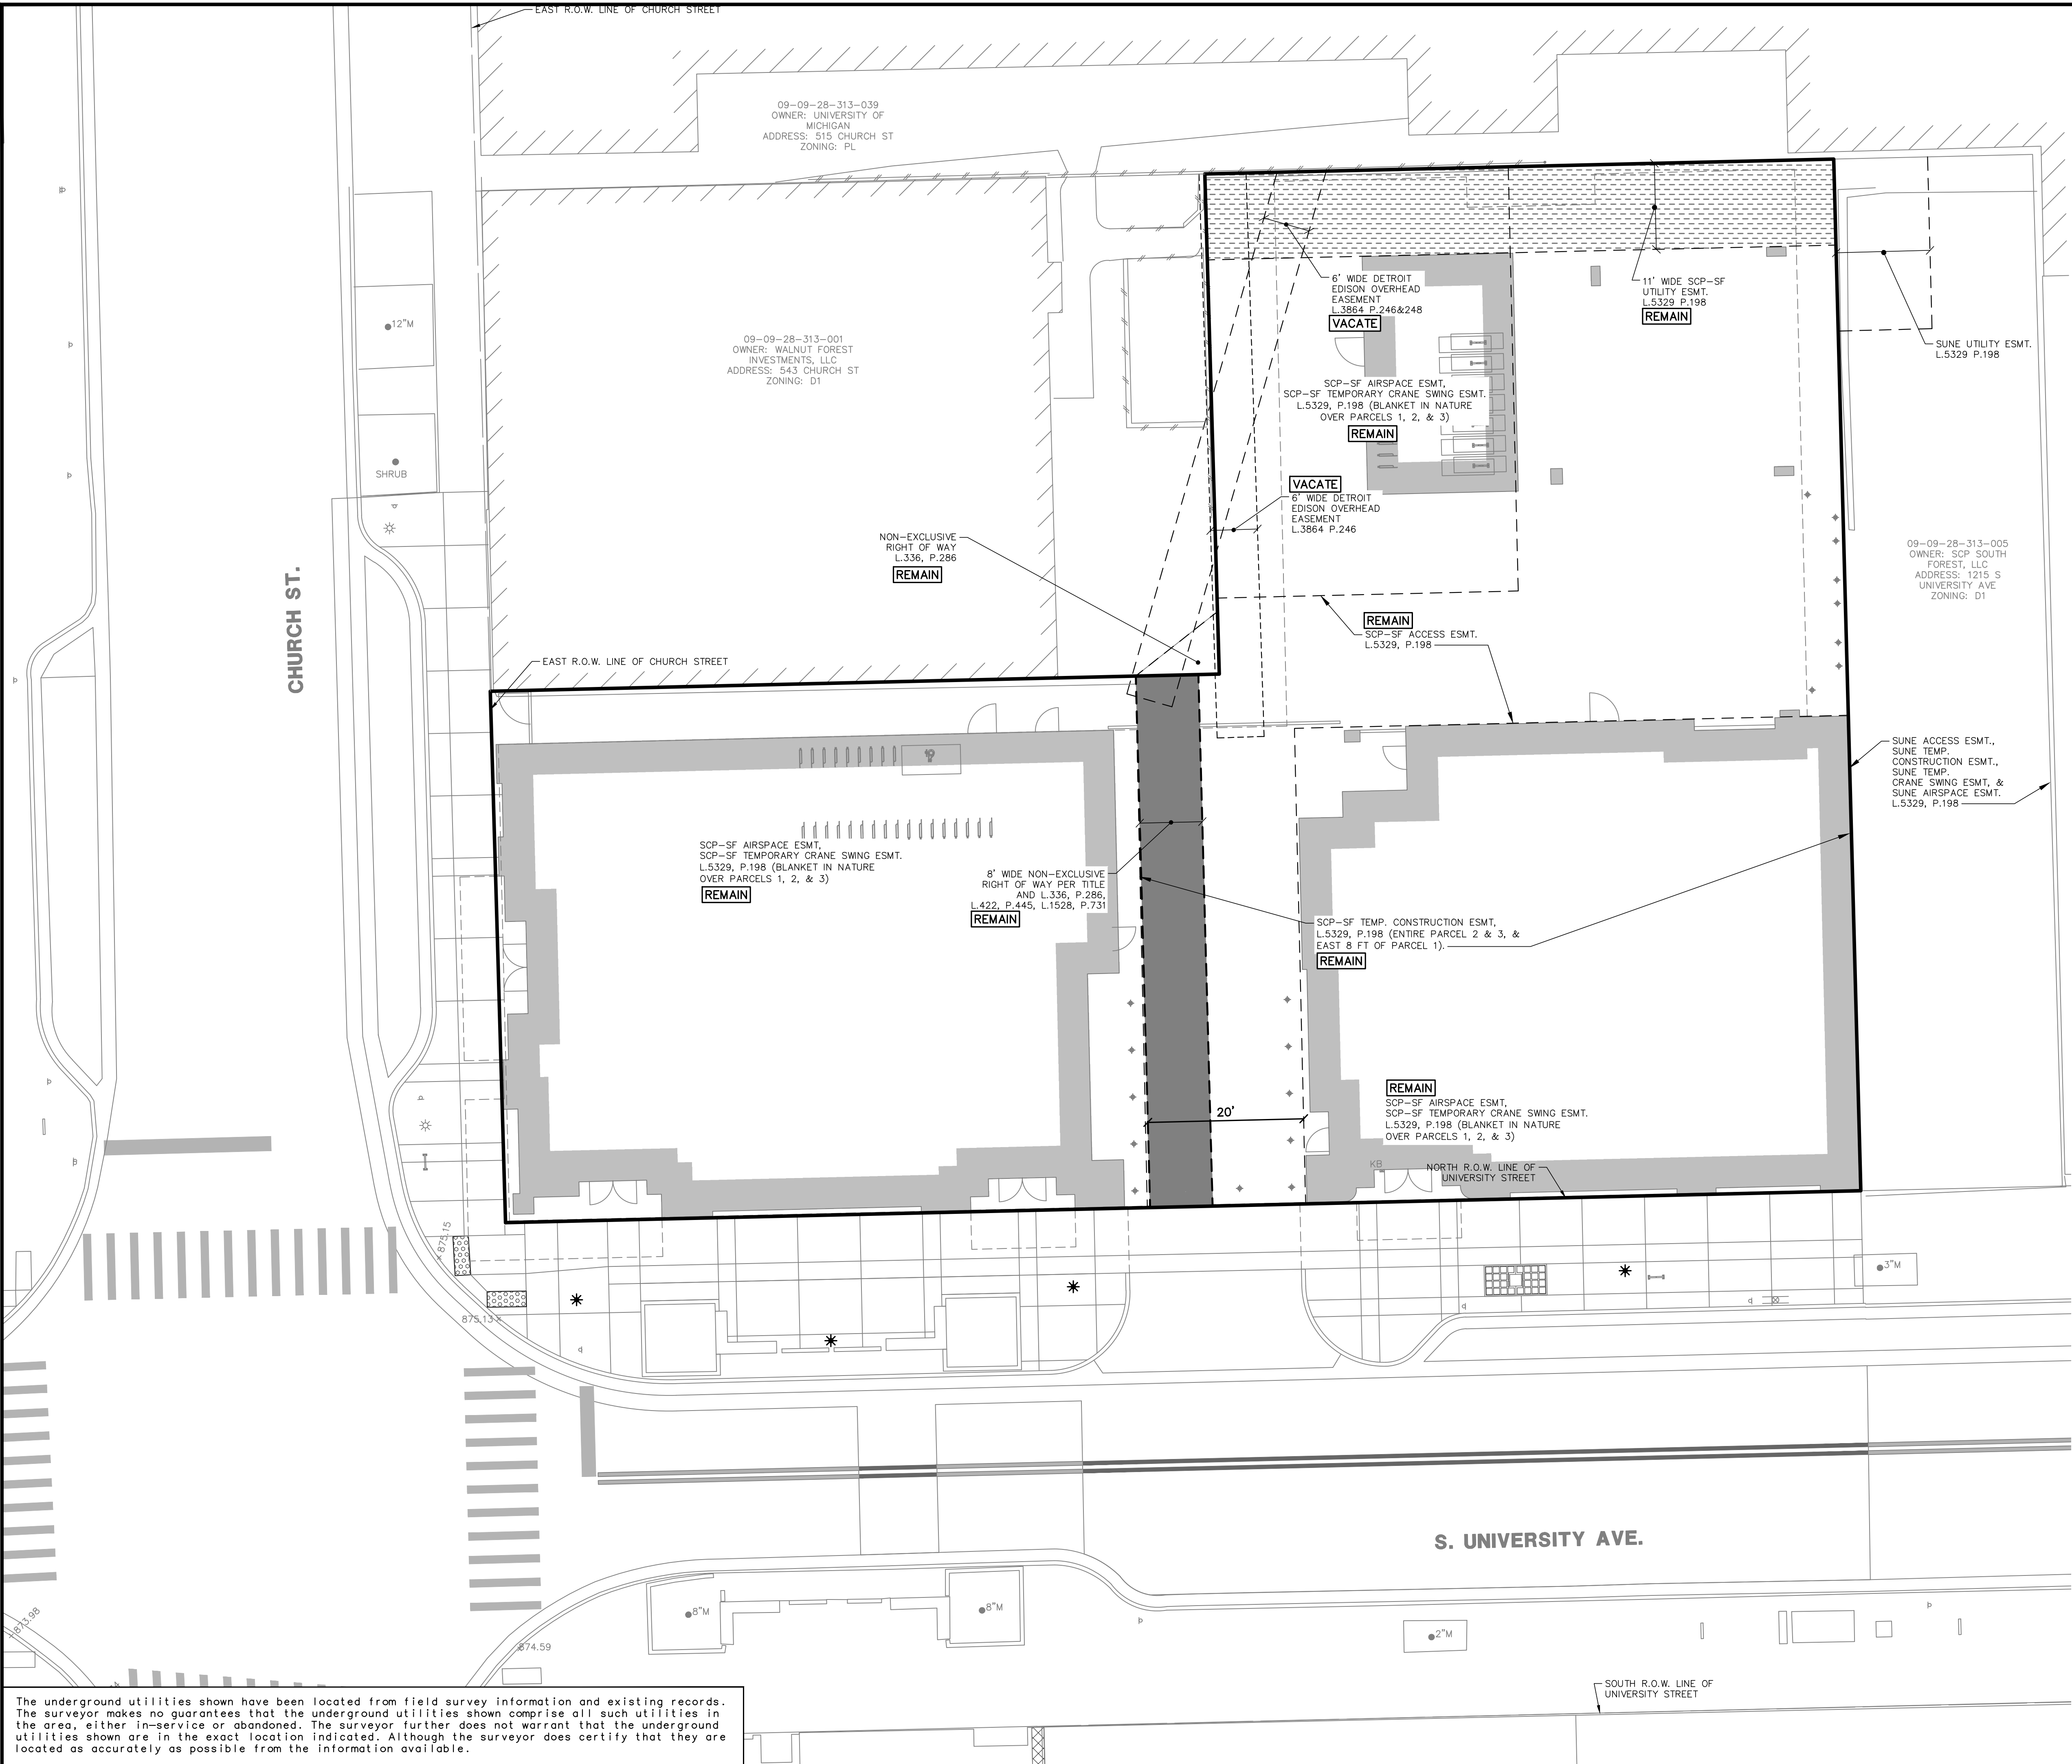 EAST R.O.W. LINE OF CHURCH STREET
09-09-28-313-039
OWNER: UNIVERSITY OF
MICHIGAN
ADDRESS: 515 CHURCH ST
ZONING: PL
12"M
SHRUB
CHURCH ST.
09-09-28-313-001
OWNER: WALNUT FOREST
INVESTMENTS, LLC
ADDRESS: 543 CHURCH ST
ZONING: D1
6' WIDE DETROIT
EDISON OVERHEAD
EASEMENT
L.3864 P.246&248
VACATE
11' WIDE SCP-SF
UTILITY ESMT.
L.5329 P.198
REMAIN
SUNE UTILITY ESMT.
L.5329 P.198
SCP-SF AIRSPACE ESMT,
SCP-SF TEMPORARY CRANE SWING ESMT.
L.5329, P.198 (BLANKET IN NATURE
OVER PARCELS 1, 2, & 3)
REMAIN
VACATE
6' WIDE DETROIT
EDISON OVERHEAD
EASEMENT
L.3864 P.246
NON-EXCLUSIVE
RIGHT OF WAY
L.336, P.286
REMAIN
09-09-28-313-005
OWNER: SCP SOUTH
FOREST, LLC
ADDRESS: 1215 S
UNIVERSITY AVE
ZONING: D1
REMAIN
SCP-SF ACCESS ESMT.
L.5329, P.198
EAST R.O.W. LINE OF CHURCH STREET
SUNE ACCESS ESMT.,
SUNE TEMP.
CONSTRUCTION ESMT.,
SUNE TEMP.
CRANE SWING ESMT, &
SUNE AIRSPACE ESMT.
L.5329, P.198
SCP-SF AIRSPACE ESMT,
SCP-SF TEMPORARY CRANE SWING ESMT.
L.5329, P.198 (BLANKET IN NATURE
OVER PARCELS 1, 2, & 3)
REMAIN
8' WIDE NON-EXCLUSIVE
RIGHT OF WAY PER TITLE
AND L.336, P.286,
L.422, P.445, L.1528, P.731
REMAIN
SCP-SF TEMP. CONSTRUCTION ESMT,
L.5329, P.198 (ENTIRE PARCEL 2 & 3, &
EAST 8 FT OF PARCEL 1).
REMAIN
20'
REMAIN
SCP-SF AIRSPACE ESMT,
SCP-SF TEMPORARY CRANE SWING ESMT.
L.5329, P.198 (BLANKET IN NATURE
OVER PARCELS 1, 2, & 3)
KB
NORTH R.O.W. LINE OF
UNIVERSITY STREET
875.15
875.13
3"M
S. UNIVERSITY AVE.
8"M
8"M
2"M
873.98
874.59
SOUTH R.O.W. LINE OF
UNIVERSITY STREET
The underground utilities shown have been located from field survey information and existing records.
The surveyor makes no guarantees that the underground utilities shown comprise all such utilities in
the area, either in-service or abandoned. The surveyor further does not warrant that the underground
utilities shown are in the exact location indicated. Although the surveyor does certify that they are
located as accurately as possible from the information available.